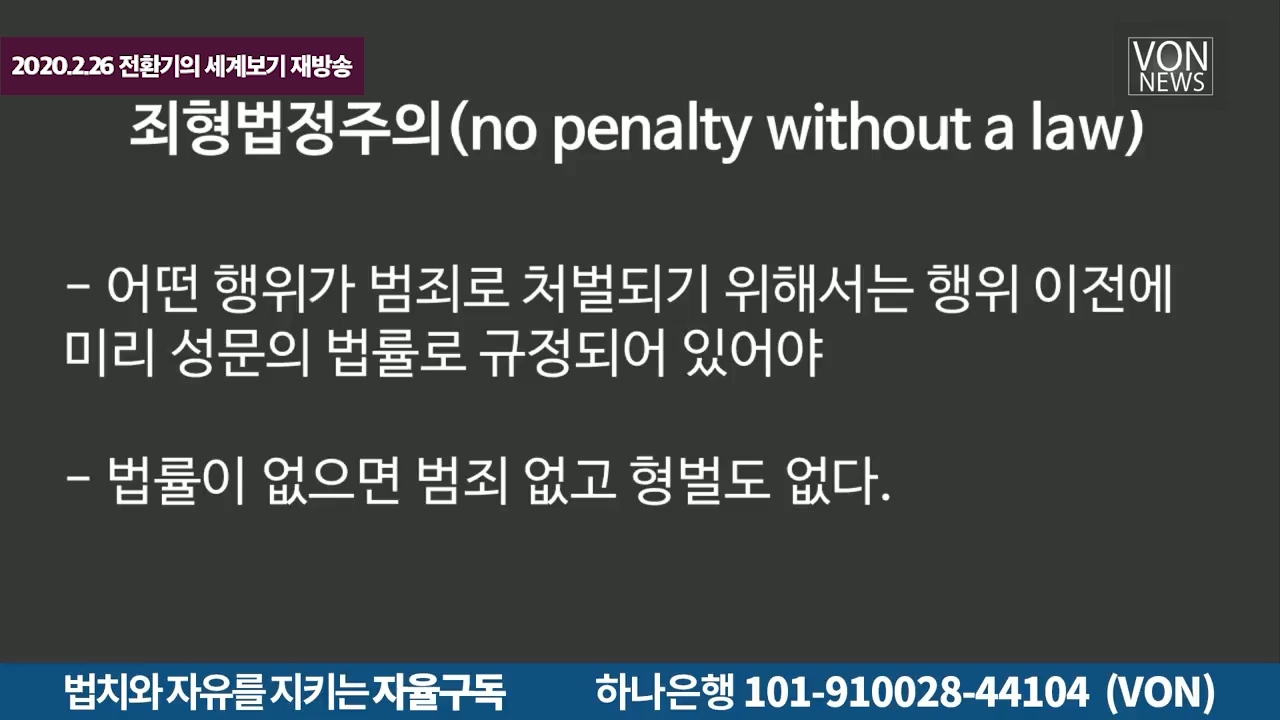 2020.2.26 전환기의 세계보기 재방송
VON
NEWS
죄형법정주의(no penalty without a law)
- 어떤 행위가 범죄로 처벌되기 위해서는 행위 이전에
미리 성문의 법률로 규정되어 있어야
- 법률이 없으면 범죄 없고 형벌도 없다.
법치와 자유를 지키는 자율구독 하나은행 101-910028-44104 (VON)